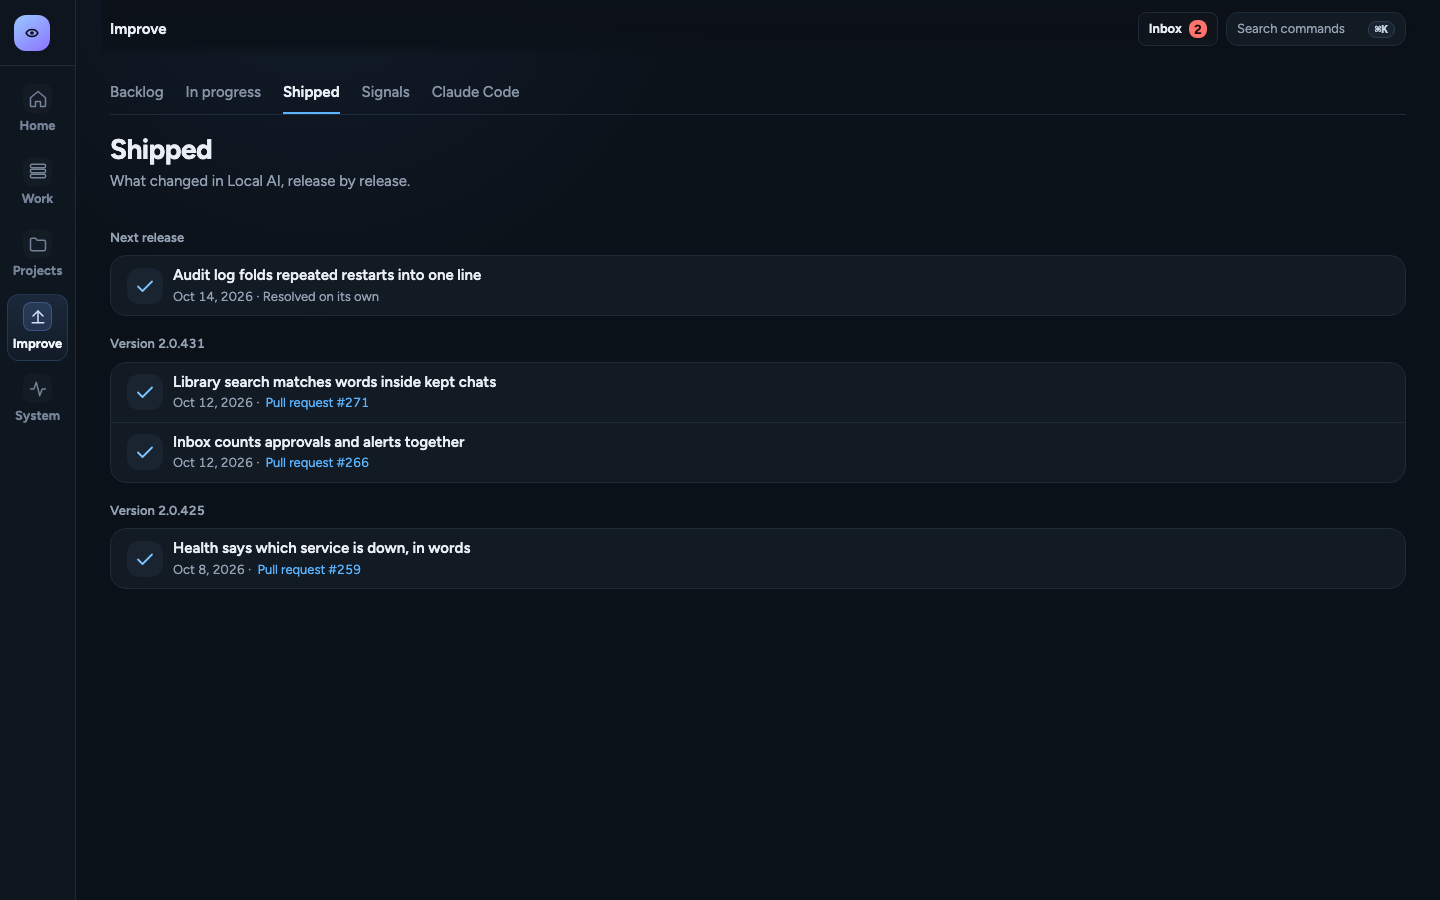 Improve
Inbox 2
Search commands ⌘K
Home
Work
Projects
Improve
System
Backlog In progress Shipped Signals Claude Code
Shipped
What changed in Local AI, release by release.
Next release
Audit log folds repeated restarts into one line
Oct 14, 2026 · Resolved on its own
Version 2.0.431
Library search matches words inside kept chats
Oct 12, 2026 · Pull request #271
Inbox counts approvals and alerts together
Oct 12, 2026 · Pull request #266
Version 2.0.425
Health says which service is down, in words
Oct 8, 2026 · Pull request #259